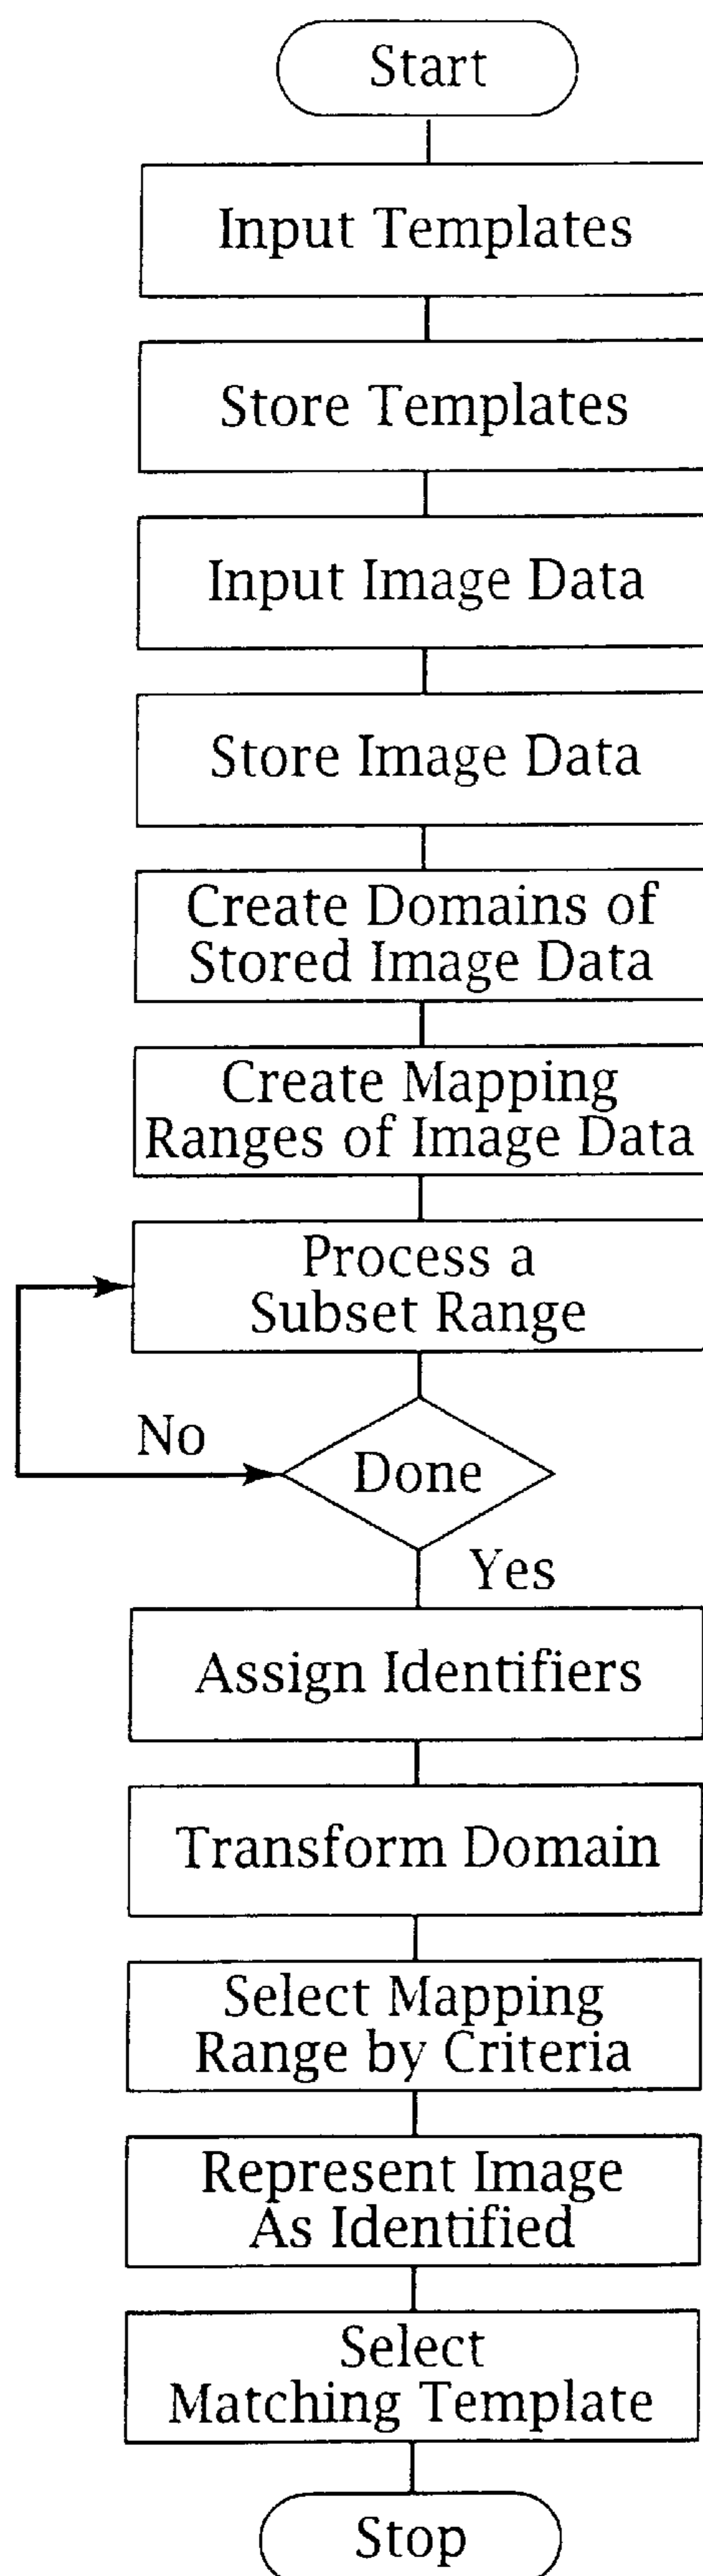 Start
Input Templates
Store Templates
Input Image Data
Store Image Data
Create Domains of
Stored Image Data
Create Mapping
Ranges of Image Data
Process a
Subset Range
No
Done
Yes
Assign Identifiers
Transform Domain
Select Mapping
Range by Criteria
Represent Image
As Identified
Select
Matching Template
Stop